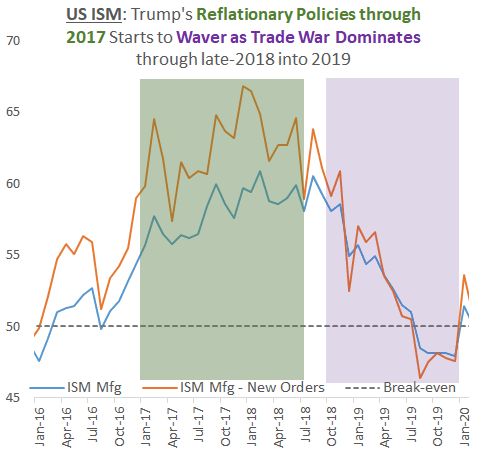 US ISM: Trump's Reflationary Policies through
2017 Starts to Waver as Trade War Dominates
through late-2018 into 2019
70
65
60
55
50
45
ISM Mfg
ISM Mfg - New Orders
Break-even
Jan-16
Apr-16
Jul-16
Oct-16
Jan-17
Apr-17
Jul-17
Oct-17
Jan-18
Apr-18
Jul-18
Oct-18
Jan-19
Apr-19
Jul-19
Oct-19
Jan-20